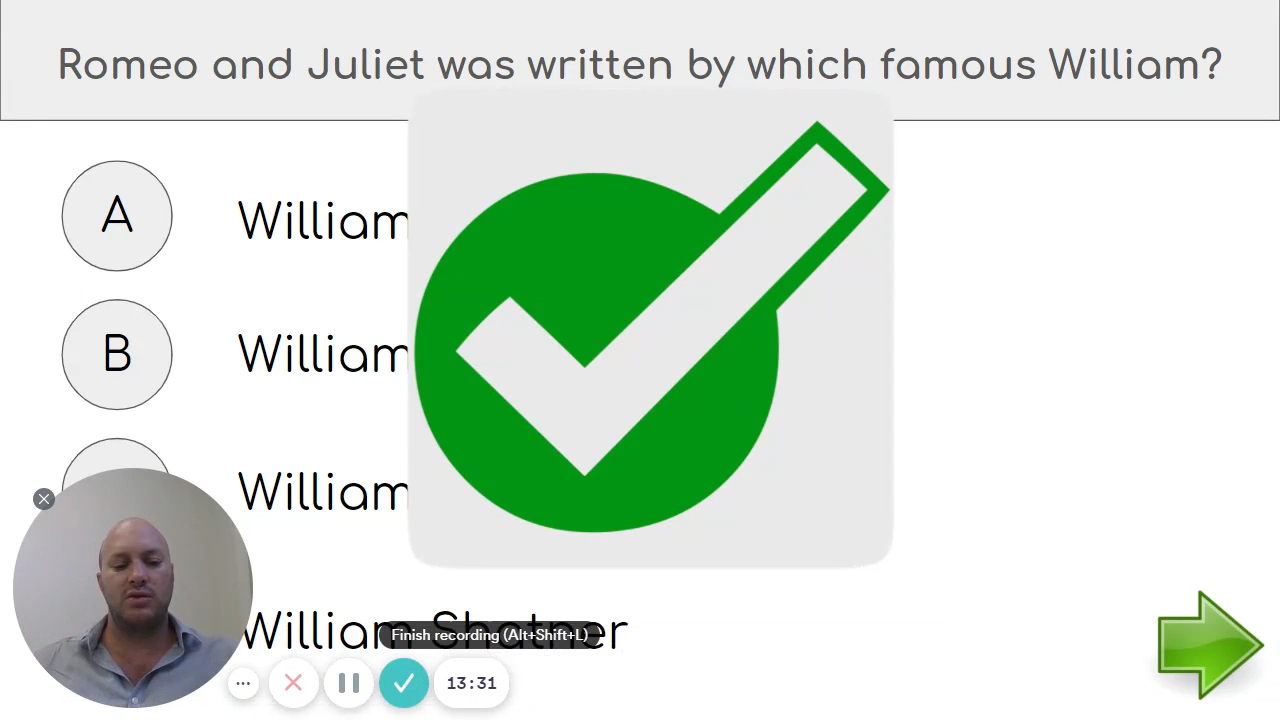 Romeo and Juliet was written by which famous William?
A
William
B
William
William
William Shatner
Finish recording (Alt+Shift+L)
13:31